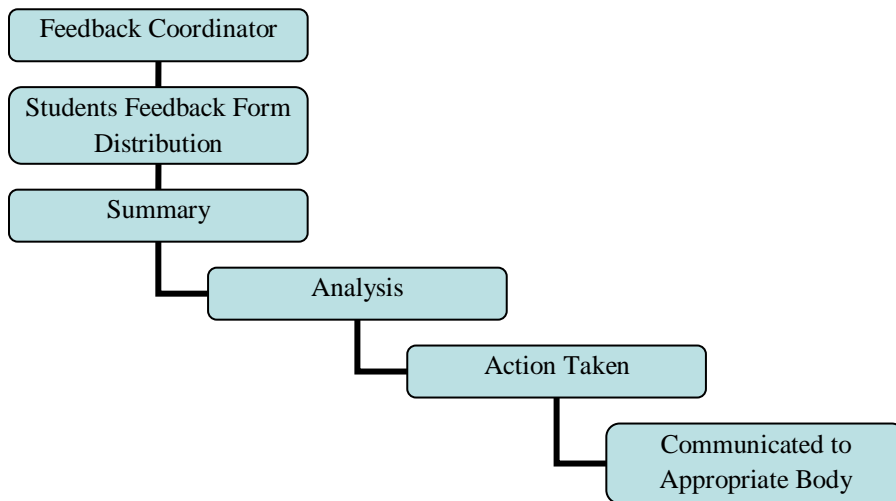 Feedback Coordinator
Students Feedback Form
Distribution
Summary
Analysis
Action Taken
Communicated to
Appropriate Body